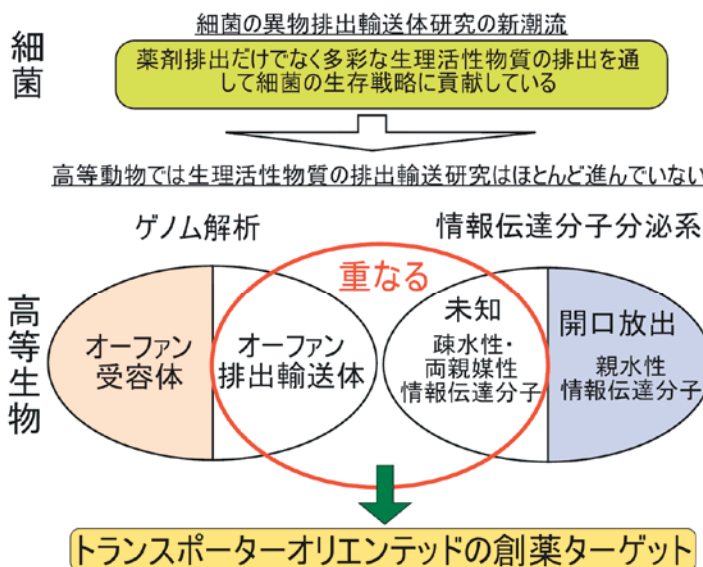 細菌の異物排出輸送体研究の新潮流
細菌
薬剤排出だけでなく多彩な生理活性物質の排出を通
して細菌の生存戦略に貢献している
高等動物では生理活性物質の排出輸送研究はほとんど進んでいない
ゲノム解析
情報伝達分子分泌系
重なる
高等生物
オーファン
受容体
オーファン
排出輸送体
未知
疎水性・
両親媒性
情報伝達分子
開口放出
親水性
情報伝達分子
トランスポーターオリエンテッドの創薬ターゲット